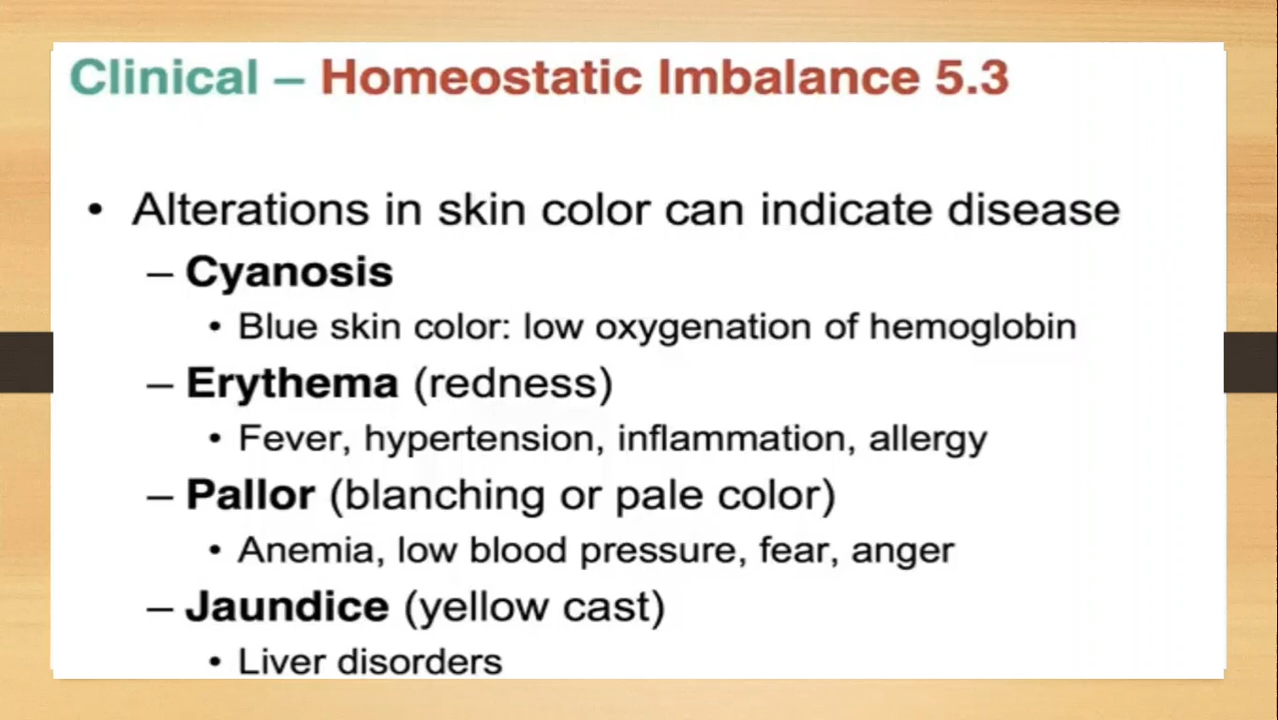 Clinical – Homeostatic Imbalance 5.3
• Alterations in skin color can indicate disease
– Cyanosis
• Blue skin color: low oxygenation of hemoglobin
– Erythema (redness)
• Fever, hypertension, inflammation, allergy
– Pallor (blanching or pale color)
• Anemia, low blood pressure, fear, anger
– Jaundice (yellow cast)
• Liver disorders